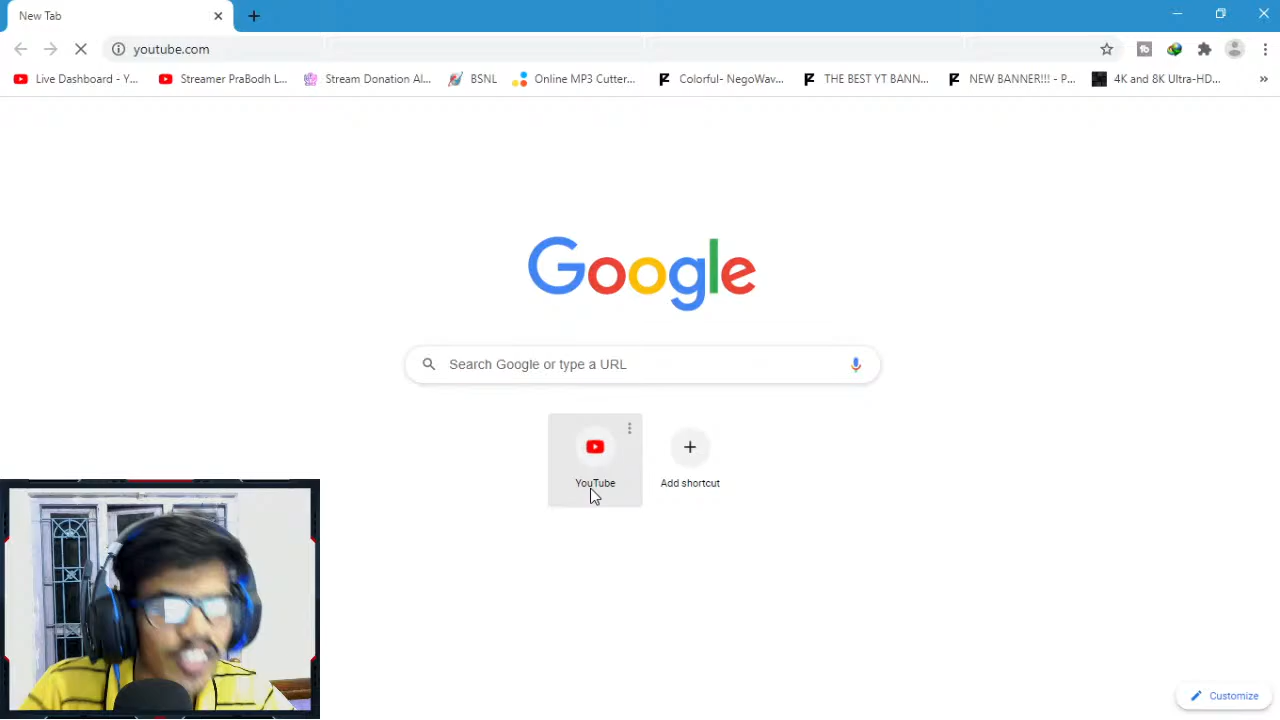 New Tab
youtube.com
Live Dashboard - Y... Streamer PraBodh L... Stream Donation Al... BSNL Online MP3 Cutter... Colorful- NegoWav... THE BEST YT BANN... NEW BANNER!!! - P... 4K and 8K Ultra-HD... »
Google
Search Google or type a URL
YouTube Add shortcut
Customize